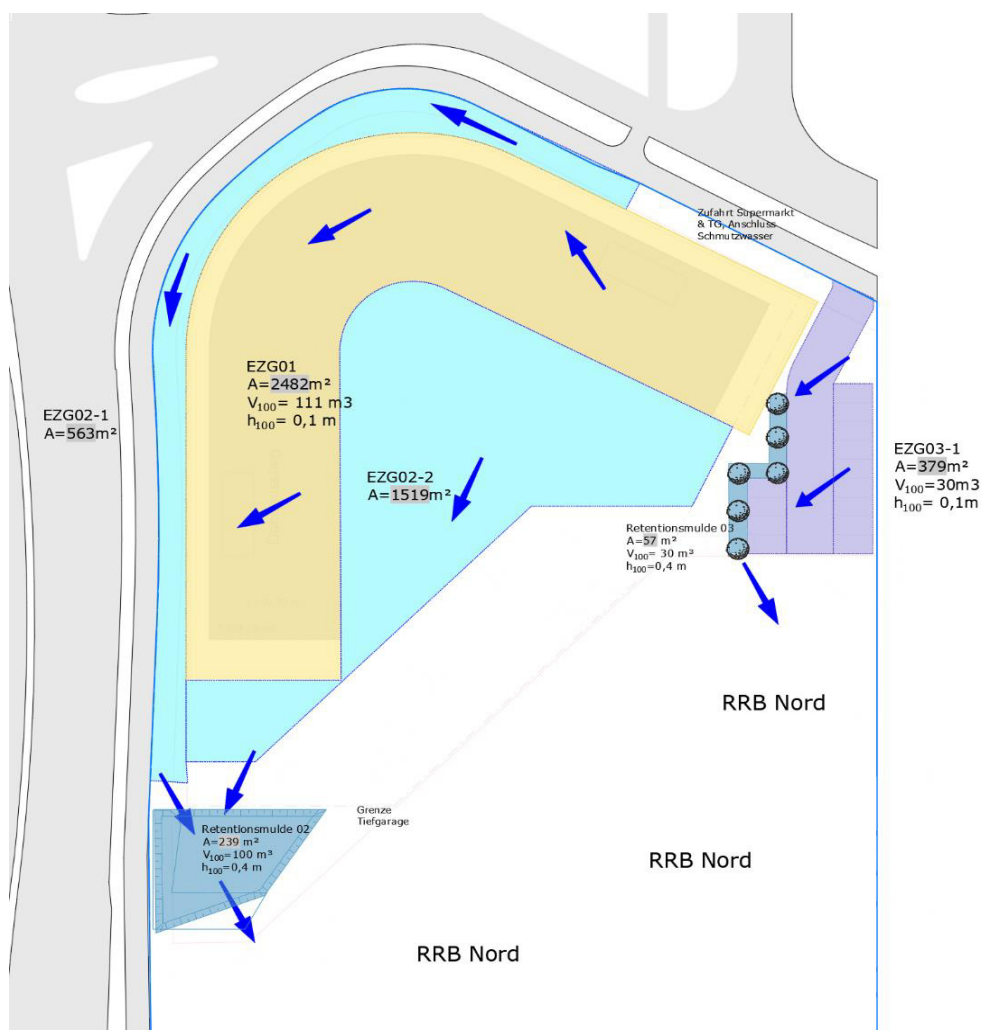 Zufahrt Supermarkt
& TG, Anschluss
Schmutzwasser
EZG01
A=2482m²
V₁₀₀= 111 m3
h₁₀₀= 0,1 m
EZG02-1
A=563m²
EZG02-2
A=1519m²
EZG03-1
A=379m²
V₁₀₀=30m3
h₁₀₀= 0,1m
Retentionsmulde 03
A=57 m²
V₁₀₀= 30 m³
h₁₀₀=0,4 m
RRB Nord
Grenze
Tiefgarage
Retentionsmulde 02
A=239 m²
V₁₀₀=100 m³
h₁₀₀=0,4 m
RRB Nord
RRB Nord